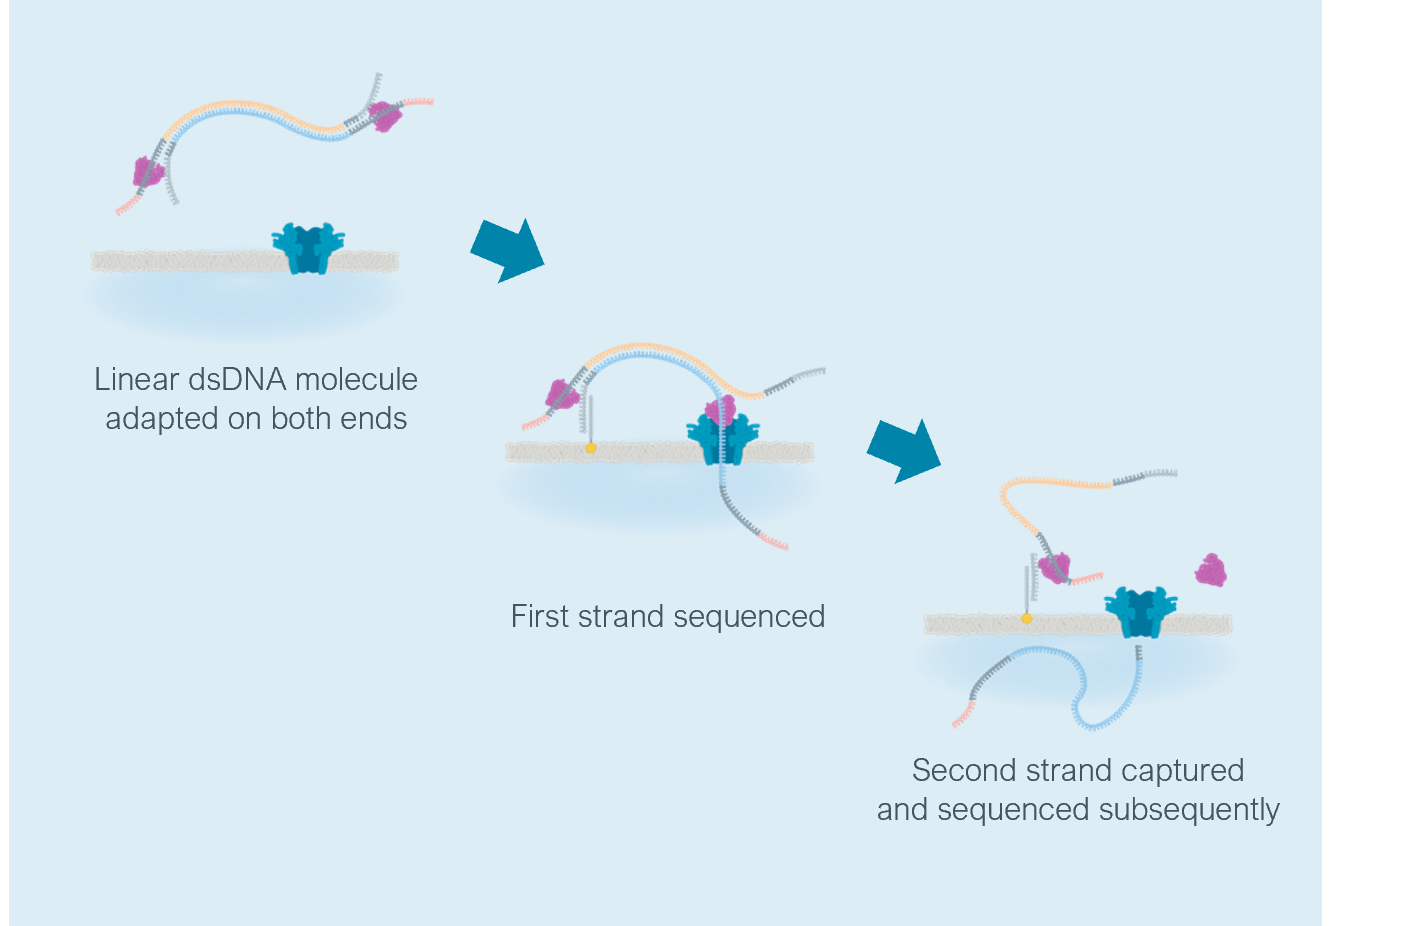 Linear dsDNA molecule
adapted on both ends
First strand sequenced
Second strand captured
and sequenced subsequently